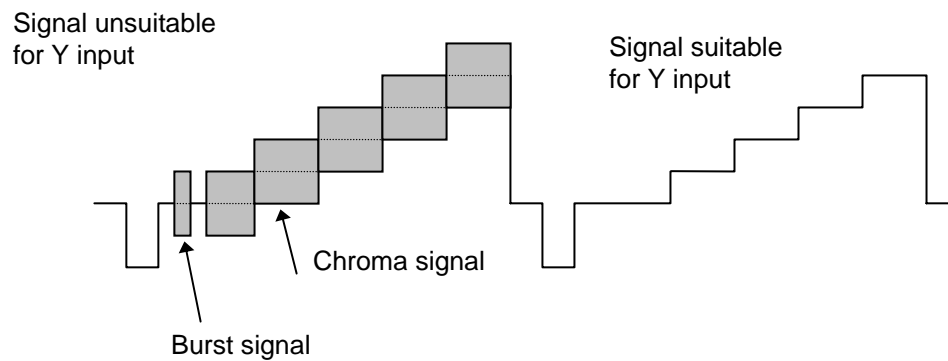 Signal unsuitable
for Y input
Signal suitable
for Y input
Chroma signal
Burst signal